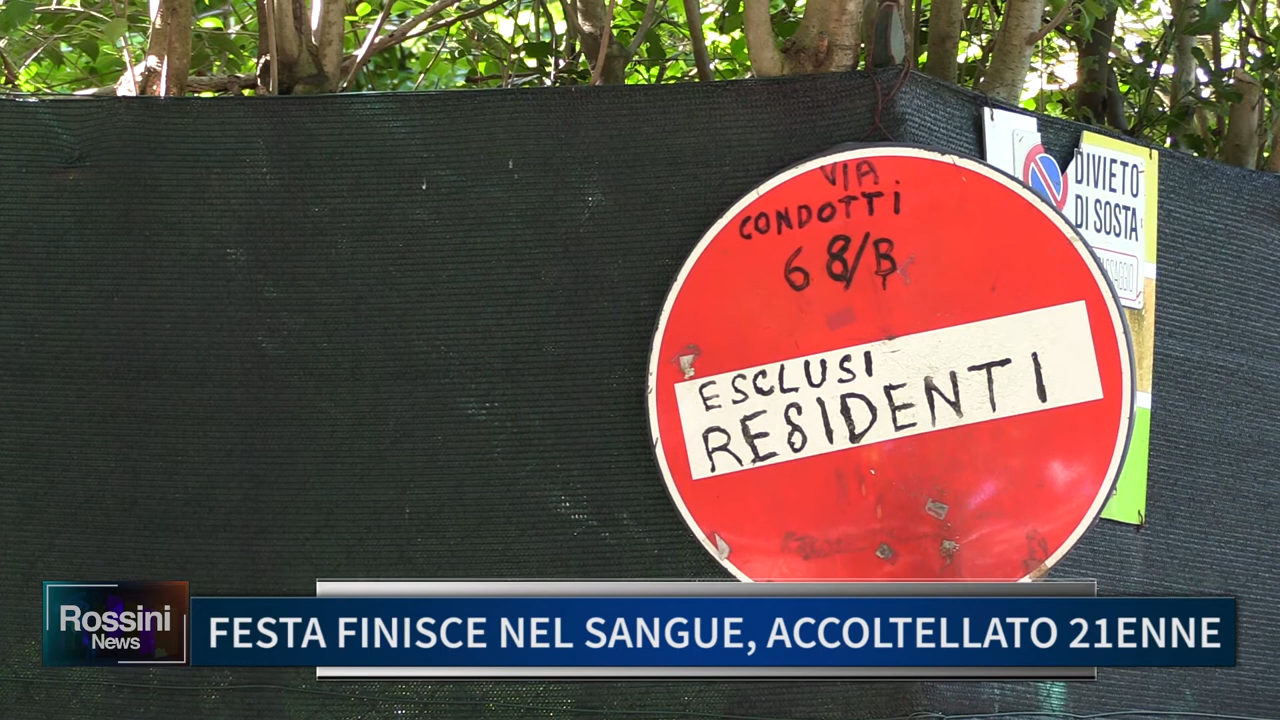 VIA
CONDOTTI
68/B
ESCLUSI
RESIDENTI
DIVIETO
DI SOSTA
Rossini
News
FESTA FINISCE NEL SANGUE, ACCOLTELLATO 21ENNE